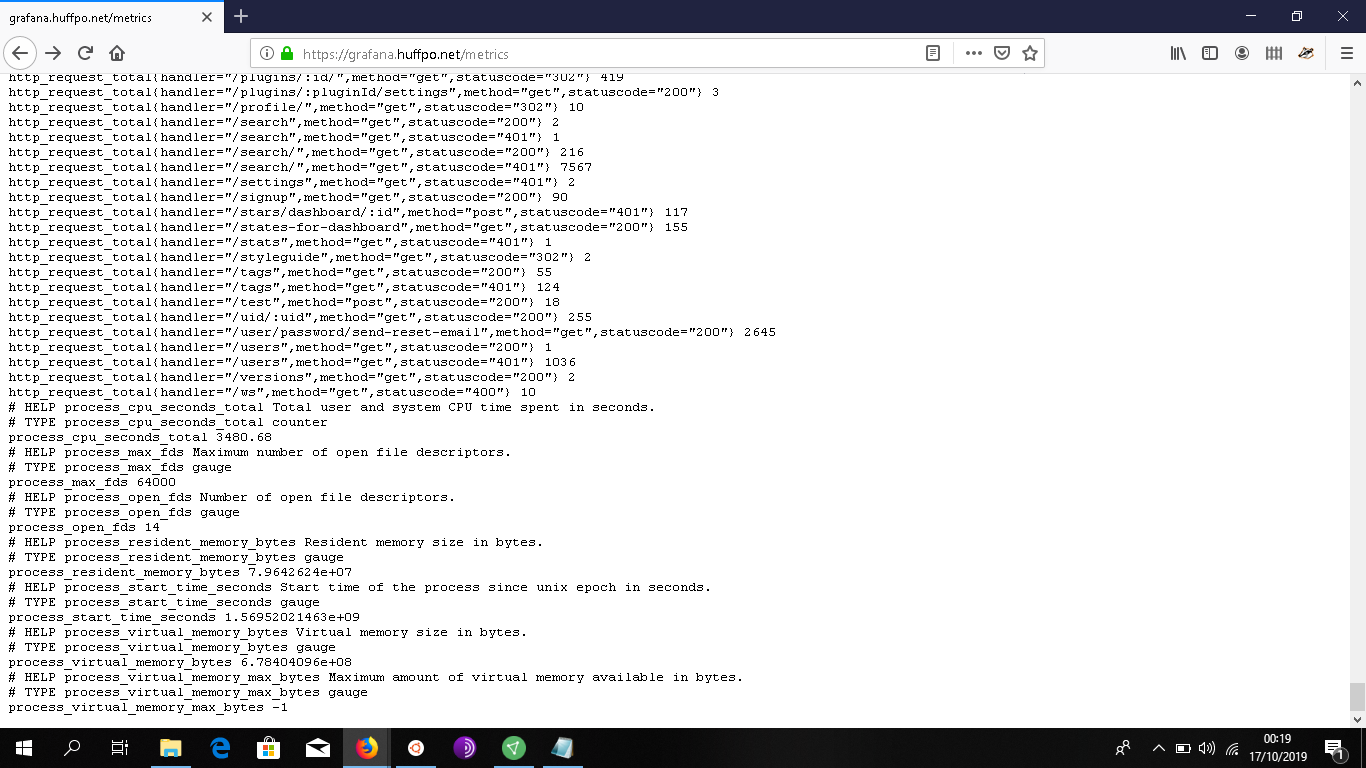 grafana.huffpo.net/metrics
https://grafana.huffpo.net/metrics
http_request_total{handler="/plugins/:id/",method="get",statuscode="302"} 419
http_request_total{handler="/plugins/:pluginId/settings",method="get",statuscode="200"} 3
http_request_total{handler="/profile/",method="get",statuscode="302"} 10
http_request_total{handler="/search",method="get",statuscode="200"} 2
http_request_total{handler="/search",method="get",statuscode="401"} 1
http_request_total{handler="/search/",method="get",statuscode="200"} 216
http_request_total{handler="/search/",method="get",statuscode="401"} 7567
http_request_total{handler="/settings",method="get",statuscode="401"} 2
http_request_total{handler="/signup",method="get",statuscode="200"} 90
http_request_total{handler="/stars/dashboard/:id",method="post",statuscode="401"} 117
http_request_total{handler="/states-for-dashboard",method="get",statuscode="200"} 155
http_request_total{handler="/stats",method="get",statuscode="401"} 1
http_request_total{handler="/styleguide",method="get",statuscode="302"} 2
http_request_total{handler="/tags",method="get",statuscode="200"} 55
http_request_total{handler="/tags",method="get",statuscode="401"} 124
http_request_total{handler="/test",method="post",statuscode="200"} 18
http_request_total{handler="/uid/:uid",method="get",statuscode="200"} 255
http_request_total{handler="/user/password/send-reset-email",method="get",statuscode="200"} 2645
http_request_total{handler="/users",method="get",statuscode="200"} 1
http_request_total{handler="/users",method="get",statuscode="401"} 1036
http_request_total{handler="/versions",method="get",statuscode="200"} 2
http_request_total{handler="/ws",method="get",statuscode="400"} 10
# HELP process_cpu_seconds_total Total user and system CPU time spent in seconds.
# TYPE process_cpu_seconds_total counter
process_cpu_seconds_total 3480.68
# HELP process_max_fds Maximum number of open file descriptors.
# TYPE process_max_fds gauge
process_max_fds 64000
# HELP process_open_fds Number of open file descriptors.
# TYPE process_open_fds gauge
process_open_fds 14
# HELP process_resident_memory_bytes Resident memory size in bytes.
# TYPE process_resident_memory_bytes gauge
process_resident_memory_bytes 7.9642624e+07
# HELP process_start_time_seconds Start time of the process since unix epoch in seconds.
# TYPE process_start_time_seconds gauge
process_start_time_seconds 1.56952021463e+09
# HELP process_virtual_memory_bytes Virtual memory size in bytes.
# TYPE process_virtual_memory_bytes gauge
process_virtual_memory_bytes 6.78404096e+08
# HELP process_virtual_memory_max_bytes Maximum amount of virtual memory available in bytes.
# TYPE process_virtual_memory_max_bytes gauge
process_virtual_memory_max_bytes -1
00:19
17/10/2019
1